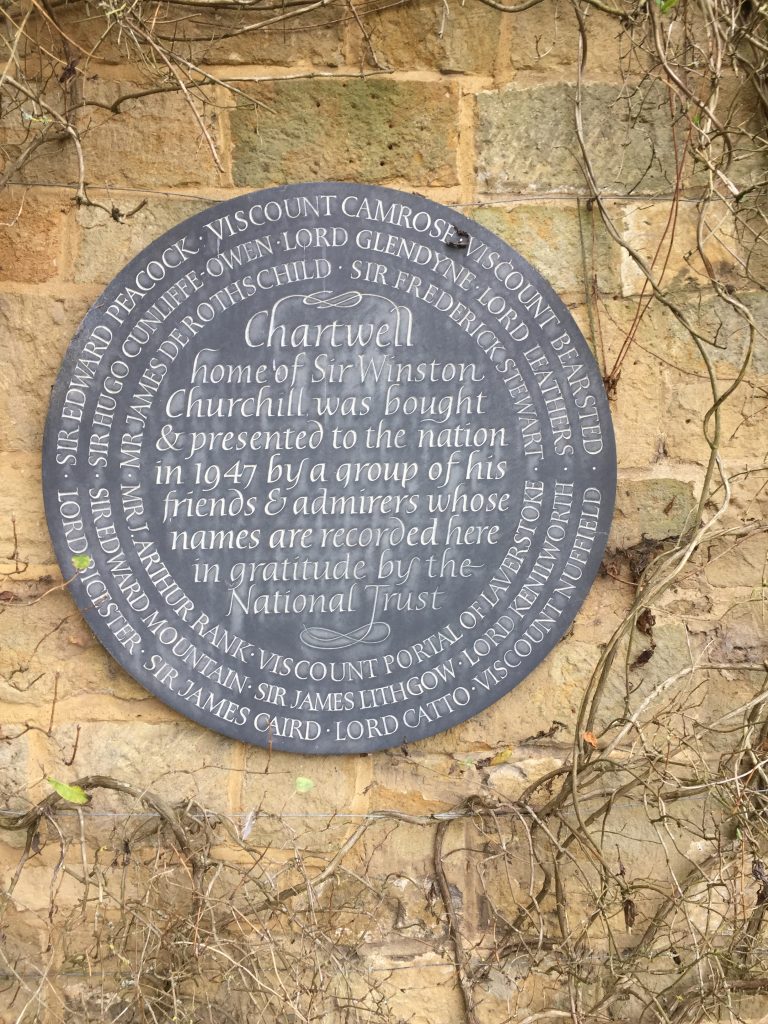 SIR EDWARD PEACOCK · VISCOUNT CAMROSE · VISCOUNT BEARSTED ·
SIR HUGO CUNLIFFE-OWEN · LORD GLENDYNE · LORD LEATHERS ·
MR JAMES DE ROTHSCHILD · SIR FREDERICK STEWART ·
Chartwell
home of Sir Winston
Churchill was bought
& presented to the nation
in 1947 by a group of his
friends & admirers whose
names are recorded here
in gratitude by the
National Trust
MR J. ARTHUR RANK · VISCOUNT PORTAL OF LAVERSTOKE ·
SIR EDWARD MOUNTAIN · SIR JAMES LITHGOW · LORD KENILWORTH ·
LORD BICESTER · SIR JAMES CAIRD · LORD CATTO · VISCOUNT NUFFIELD ·